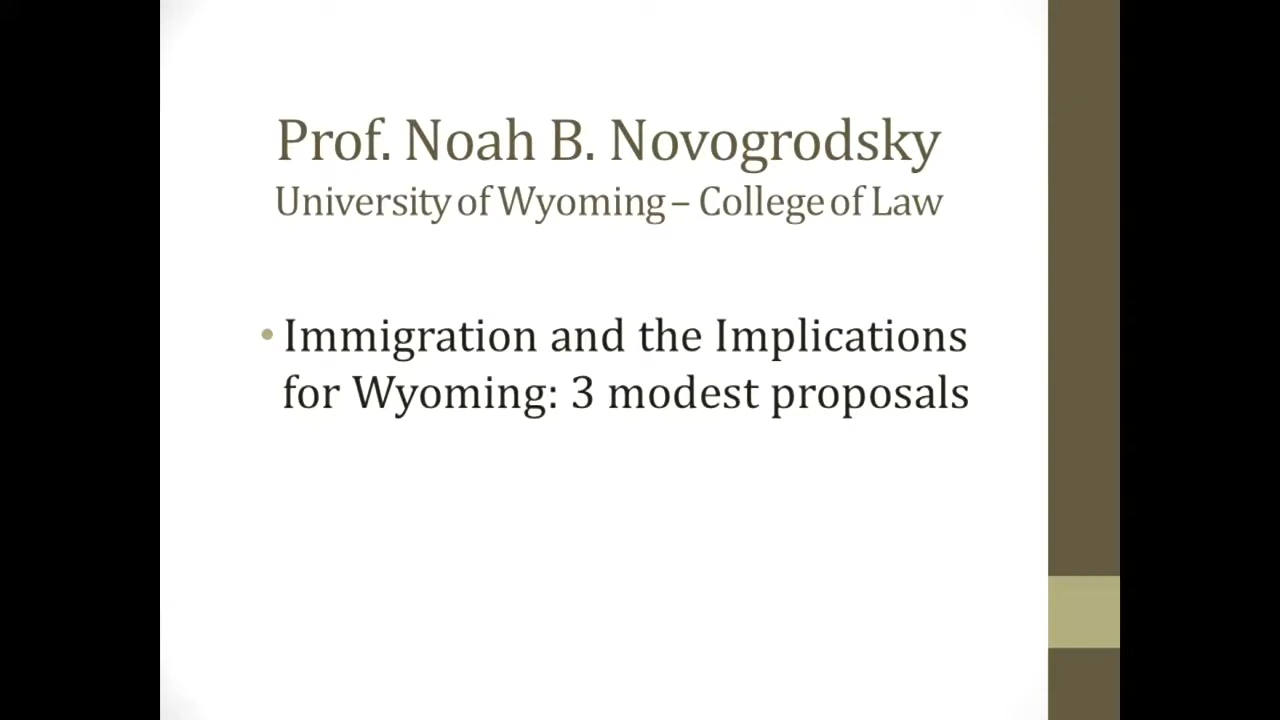 Prof. Noah B. Novogrodsky
University of Wyoming – College of Law
• Immigration and the Implications
for Wyoming: 3 modest proposals